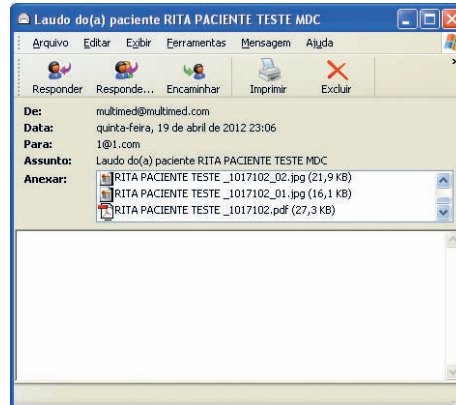 Laudo do(a) paciente RITA PACIENTE TESTE MDC
Arquivo Editar Exibir Ferramentas Mensagem Ajuda
Responder Responde... Encaminhar Imprimir Excluir
De: multimed@multimed.com
Data: quinta-feira, 19 de abril de 2012 23:06
Para: 1@1.com
Assunto: Laudo do(a) paciente RITA PACIENTE TESTE MDC
Anexar: RITA PACIENTE TESTE _1017102_02.jpg (21,9 KB)
RITA PACIENTE TESTE _1017102_01.jpg (16,1 KB)
RITA PACIENTE TESTE _1017102.pdf (27,3 KB)